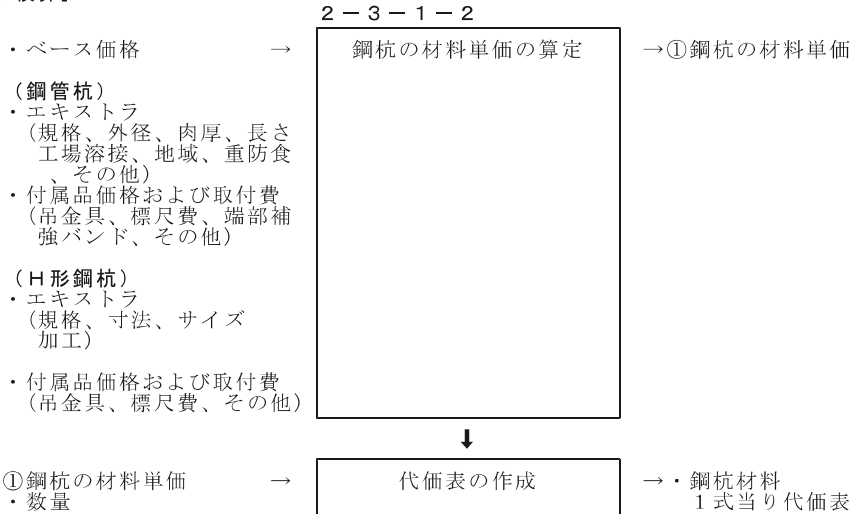 ２－３－１－２
・ベース価格　→　鋼杭の材料単価の算定　→①鋼杭の材料単価
（鋼管杭）
・エキストラ
（規格、外径、肉厚、長さ
工場溶接、地域、重防食
、その他）
・付属品価格および取付費
（吊金具、標尺費、端部補
強バンド、その他）
（Ｈ形鋼杭）
・エキストラ
（規格、寸法、サイズ
加工）
・付属品価格および取付費
（吊金具、標尺費、その他）
①鋼杭の材料単価　→　代価表の作成　→・鋼杭材料
・数量　１式当り代価表